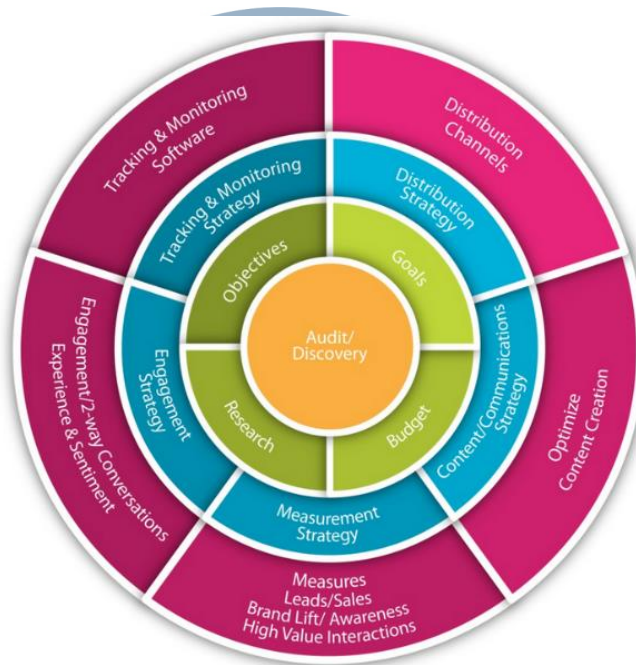 Tracking & Monitoring
Software
Distribution
Channels
Tracking & Monitoring
Strategy
Distribution
Strategy
Objectives
Goals
Audit/
Discovery
Engagement/2-way Conversations
Experience & Sentiment
Engagement
Strategy
Research
Budget
Content/Communications
Strategy
Optimize
Content Creation
Measurement
Strategy
Measures
Leads/Sales
Brand Lift/ Awareness
High Value Interactions